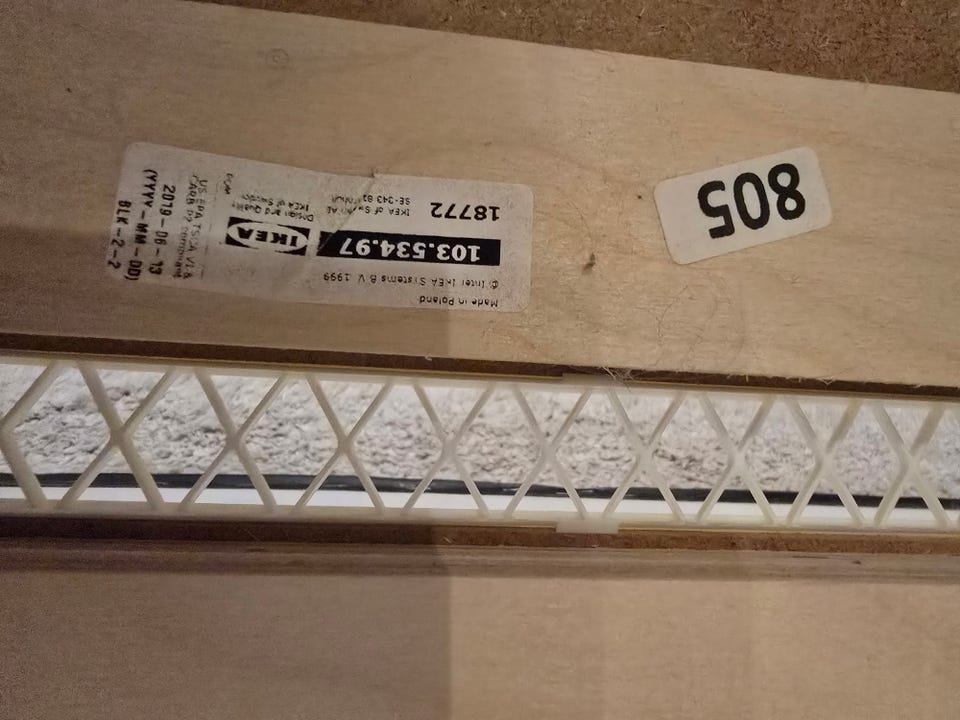 Made in Poland
© Inter IKEA Systems B.V. 1999
103.534.97
IKEA
18772
IKEA of Sweden AB
SE-343 81
Design and Quality
IKEA of Sweden
US EPA TSCA VI &
CARB P2 compliant
2019-06-13
(YYYY-MM-DD)
BLK-2-2
805